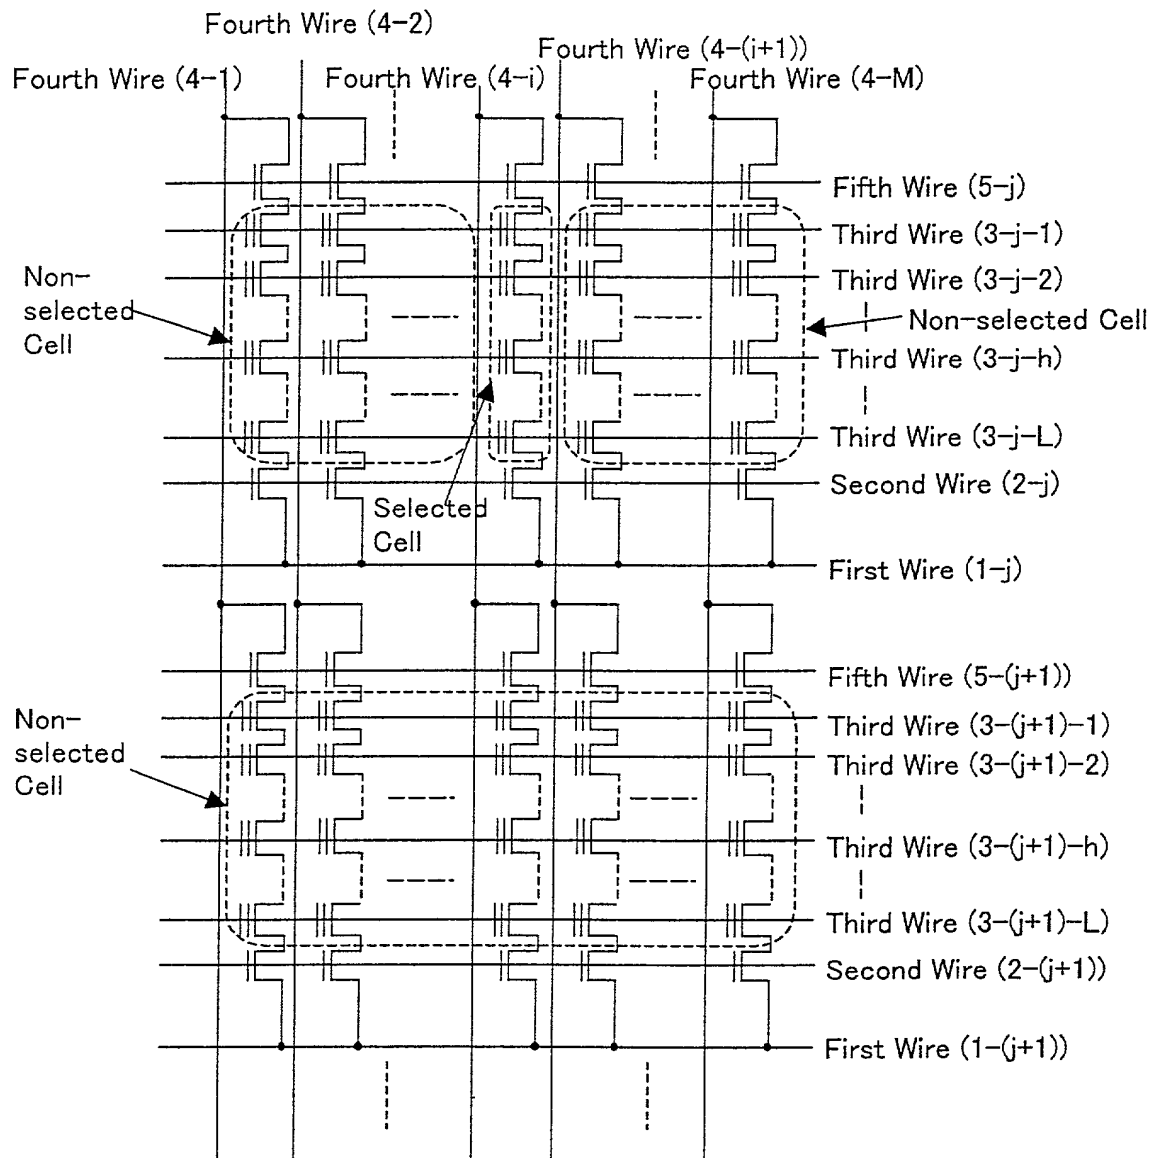 Fourth Wire (4-2)
Fourth Wire (4-(i+1))
Fourth Wire (4-1)
Fourth Wire (4-i)
Fourth Wire (4-M)
Fifth Wire (5-j)
Third Wire (3-j-1)
Non-
selected
Cell
Third Wire (3-j-2)
Non-selected Cell
Third Wire (3-j-h)
Third Wire (3-j-L)
Second Wire (2-j)
Selected
Cell
First Wire (1-j)
Fifth Wire (5-(j+1))
Non-
selected
Cell
Third Wire (3-(j+1)-1)
Third Wire (3-(j+1)-2)
Third Wire (3-(j+1)-h)
Third Wire (3-(j+1)-L)
Second Wire (2-(j+1))
First Wire (1-(j+1))